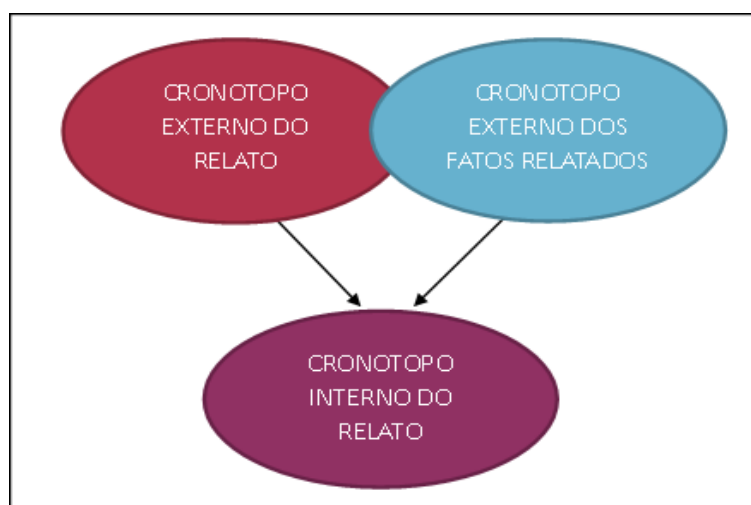 CRONOTOPO
EXTERNO DO
RELATO
CRONOTOPO
EXTERNO DOS
FATOS RELATADOS
CRONOTOPO
INTERNO DO
RELATO